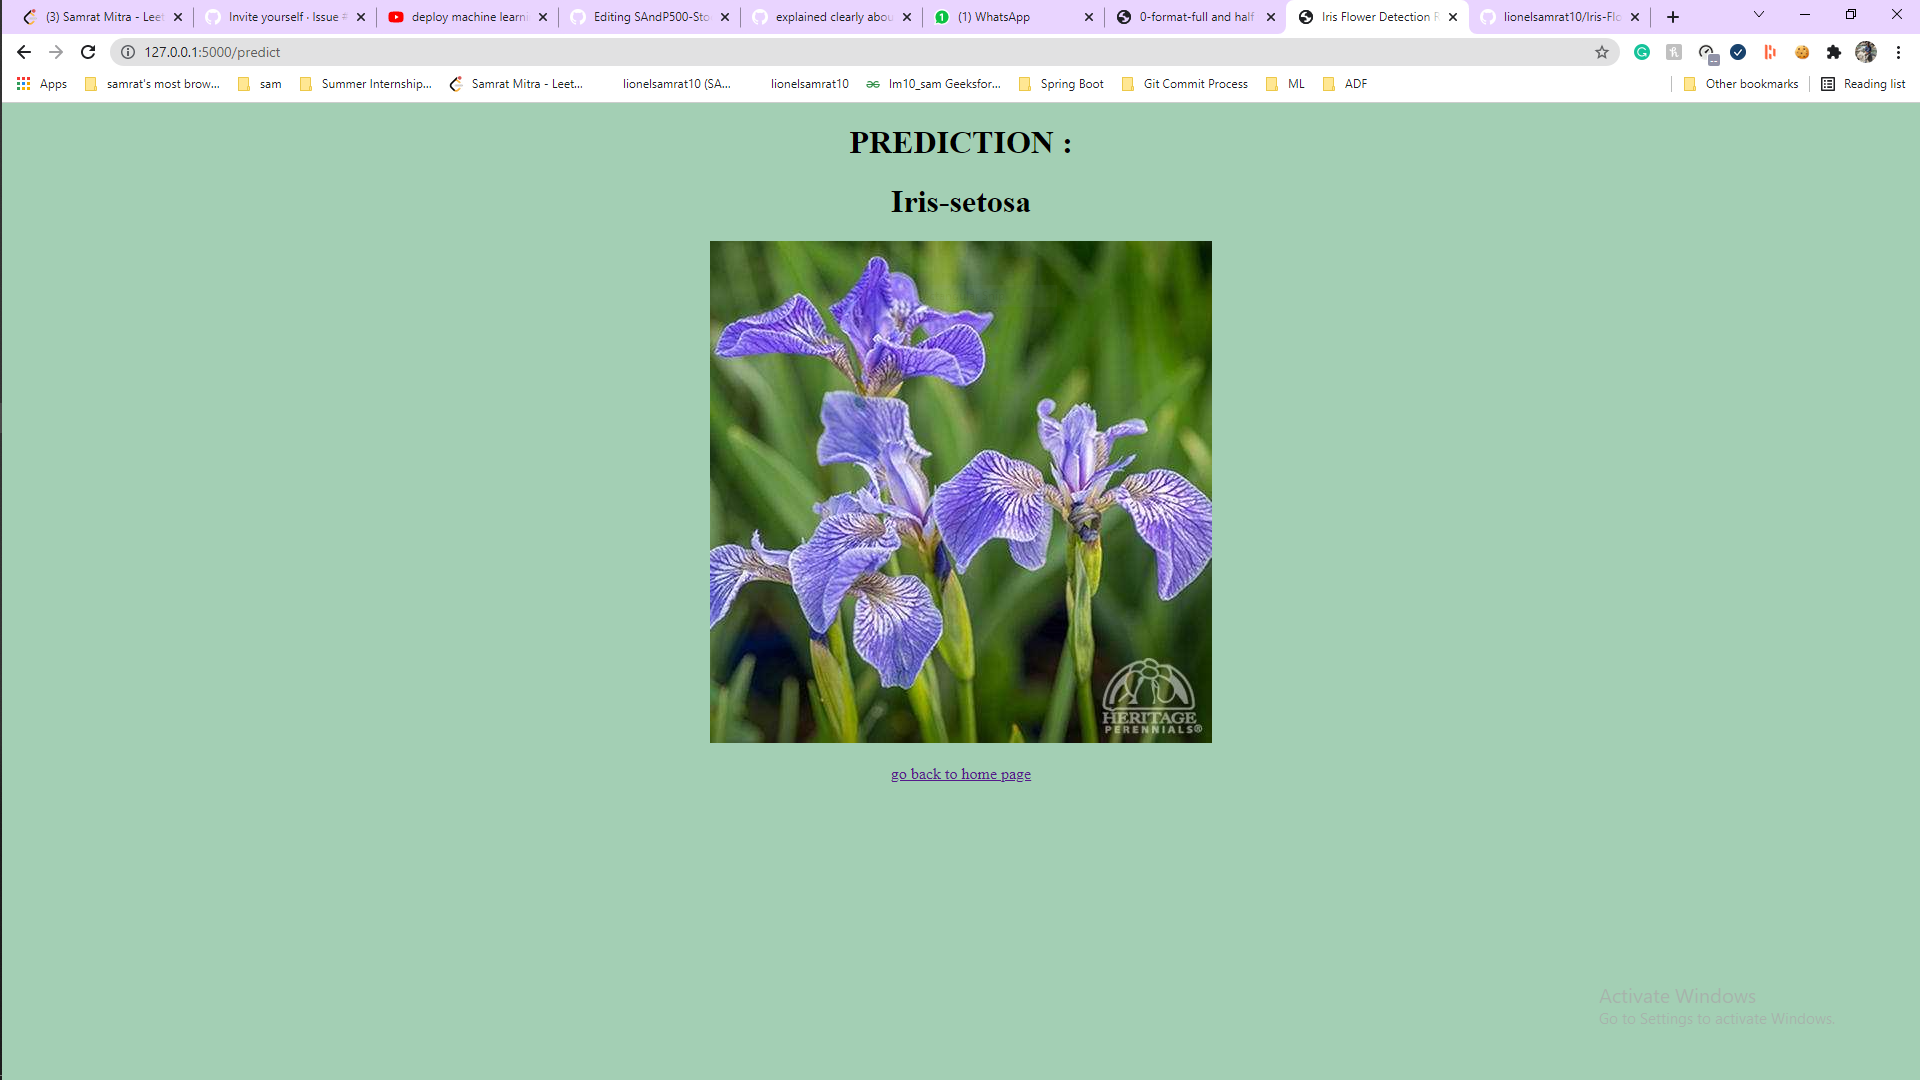 (3) Samrat Mitra - Leet
Invite yourself · Issue #
deploy machine learni
Editing SAndP500-Sto
explained clearly abou
(1) WhatsApp
0-format-full and half
Iris Flower Detection
lionelsamrat10/Iris-Flo
127.0.0.1:5000/predict
Apps
samrat's most brow...
sam
Summer Internship...
Samrat Mitra - Leet...
lionelsamrat10 (SA...
lionelsamrat10
lm10_sam Geeksfor...
Spring Boot
Git Commit Process
ML
ADF
Other bookmarks
Reading list
PREDICTION :
Iris-setosa
HERITAGE
PERENNIALS®
go back to home page
Activate Windows
Go to Settings to activate Windows.